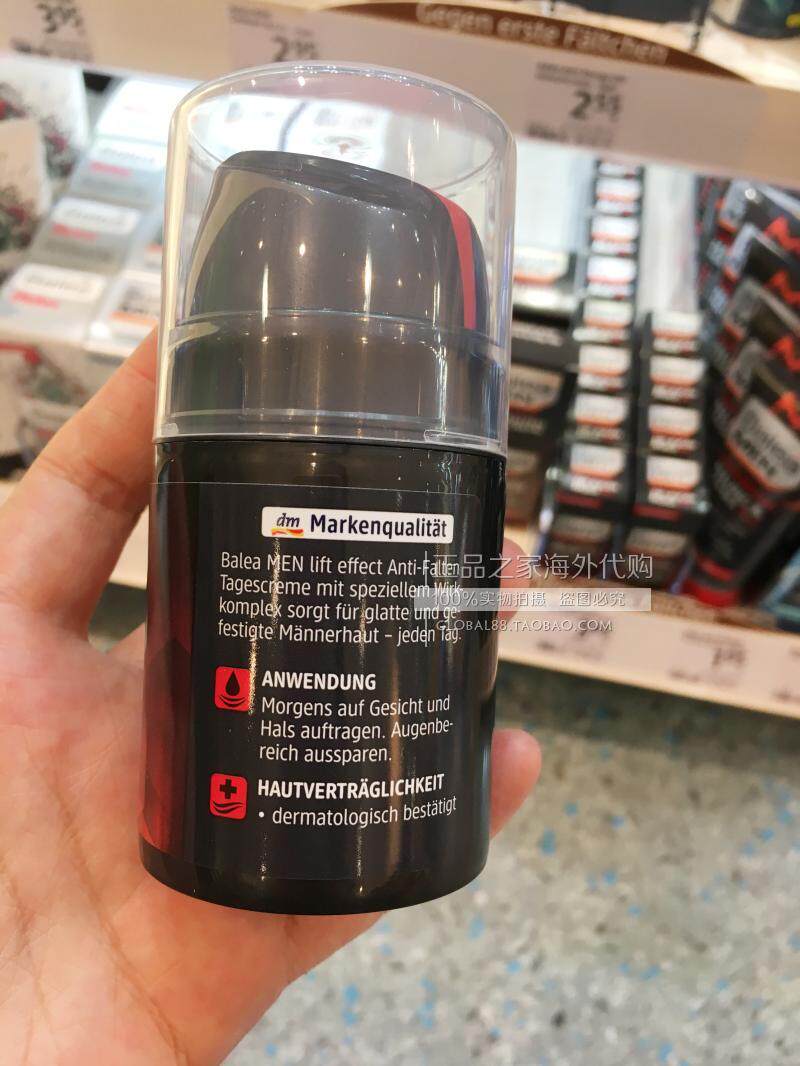 3⁹⁵
2⁹⁵
Gegen erste Fältchen
dm Markenqualität
Balea MEN lift effect Anti-Falten
Tagescreme mit speziellem Wirk-
komplex sorgt für glatte und ge-
festigte Männerhaut – jeden Tag.
正品之家海外代购
100%实物拍摄 盗图必究
GLOBAL88.TAOBAO.COM
ANWENDUNG
Morgens auf Gesicht und
Hals auftragen. Augenbe-
reich aussparen.
HAUTVERTRÄGLICHKEIT
• dermatologisch bestätigt